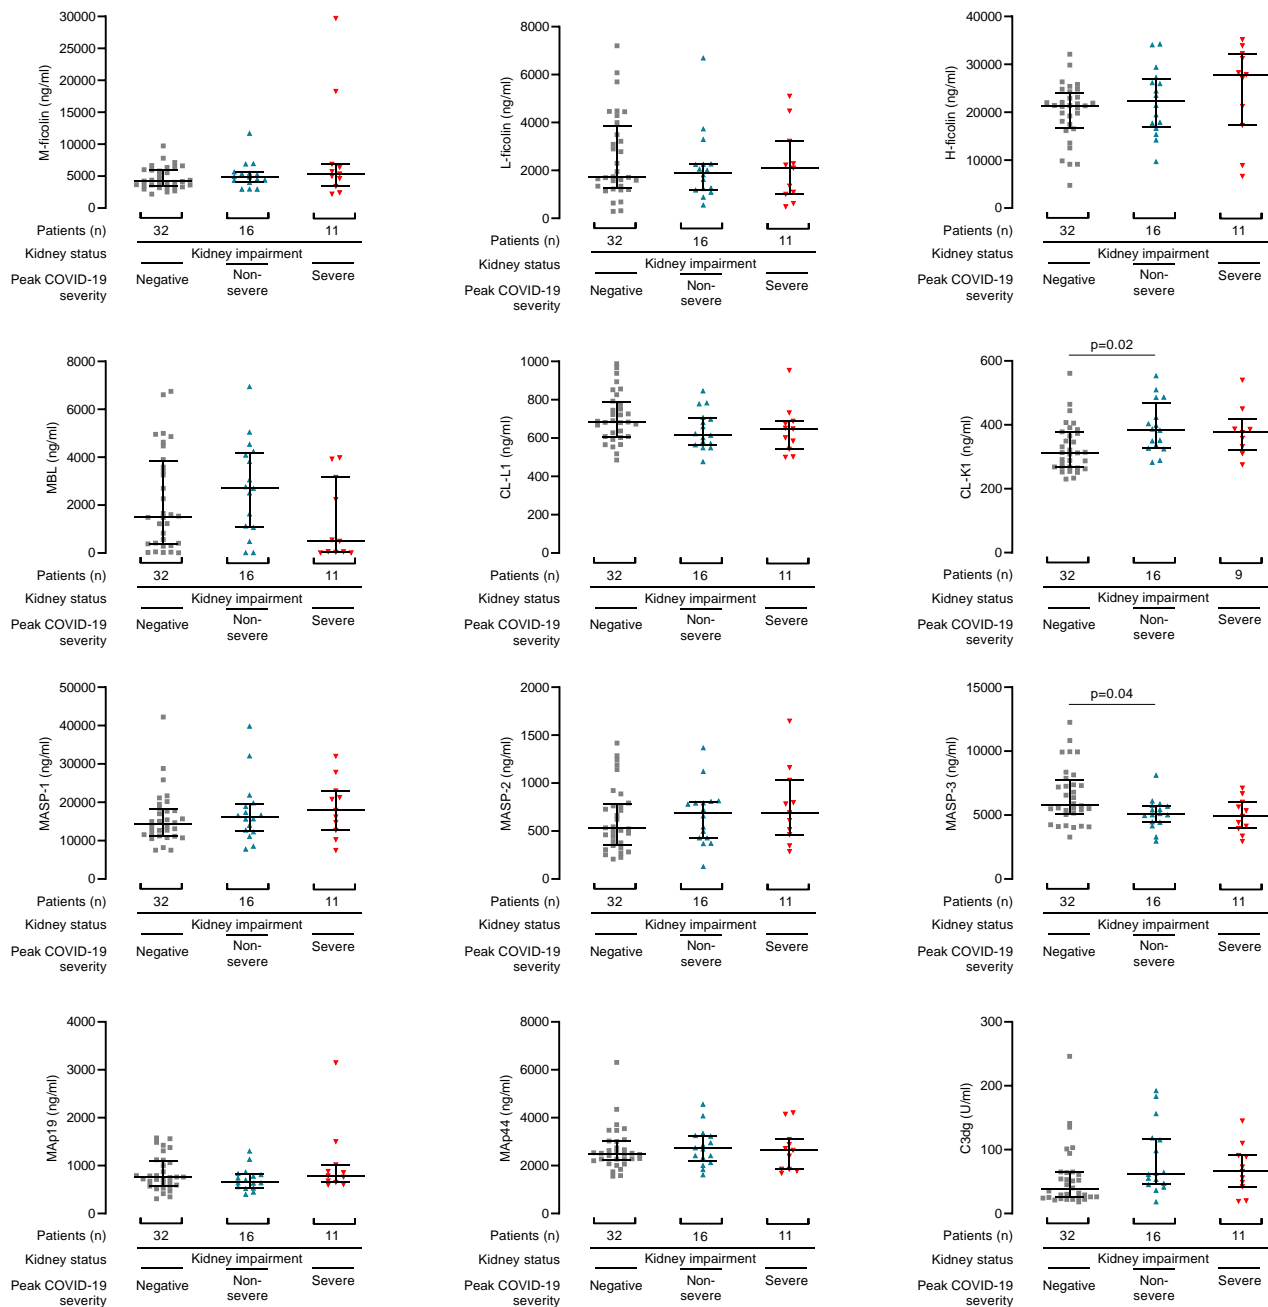 M-ficolin (ng/ml)
30000
25000
20000
15000
10000
5000
0
Patients (n) 32 16 11
Kidney status Kidney impairment
Peak COVID-19 severity Negative Non-severe Severe
L-ficolin (ng/ml)
8000
6000
4000
2000
0
Patients (n) 32 16 11
Kidney status Kidney impairment
Peak COVID-19 severity Negative Non-severe Severe
H-ficolin (ng/ml)
40000
30000
20000
10000
0
Patients (n) 32 16 11
Kidney status Kidney impairment
Peak COVID-19 severity Negative Non-severe Severe
MBL (ng/ml)
8000
6000
4000
2000
0
Patients (n) 32 16 11
Kidney status Kidney impairment
Peak COVID-19 severity Negative Non-severe Severe
CL-L1 (ng/ml)
1000
800
600
400
200
0
Patients (n) 32 16 11
Kidney status Kidney impairment
Peak COVID-19 severity Negative Non-severe Severe
CL-K1 (ng/ml)
p=0.02
600
400
200
0
Patients (n) 32 16 9
Kidney status Kidney impairment
Peak COVID-19 severity Negative Non-severe Severe
MASP-1 (ng/ml)
50000
40000
30000
20000
10000
0
Patients (n) 32 16 11
Kidney status Kidney impairment
Peak COVID-19 severity Negative Non-severe Severe
MASP-2 (ng/ml)
2000
1500
1000
500
0
Patients (n) 32 16 11
Kidney status Kidney impairment
Peak COVID-19 severity Negative Non-severe Severe
MASP-3 (ng/ml)
p=0.04
15000
10000
5000
0
Patients (n) 32 16 11
Kidney status Kidney impairment
Peak COVID-19 severity Negative Non-severe Severe
MAp19 (ng/ml)
4000
3000
2000
1000
0
Patients (n) 32 16 11
Kidney status Kidney impairment
Peak COVID-19 severity Negative Non-severe Severe
MAp44 (ng/ml)
8000
6000
4000
2000
0
Patients (n) 32 16 11
Kidney status Kidney impairment
Peak COVID-19 severity Negative Non-severe Severe
C3dg (U/ml)
300
200
100
0
Patients (n) 32 16 11
Kidney status Kidney impairment
Peak COVID-19 severity Negative Non-severe Severe